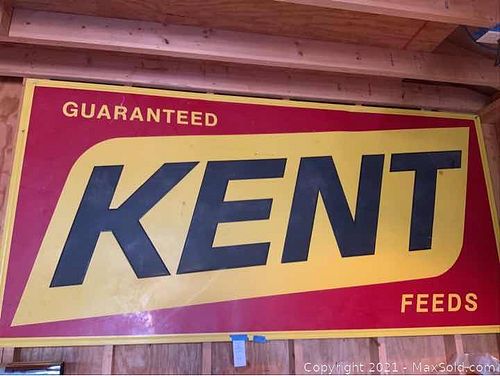 GUARANTEED
KENT
FEEDS
Copyright 2021 - MaxSold.com